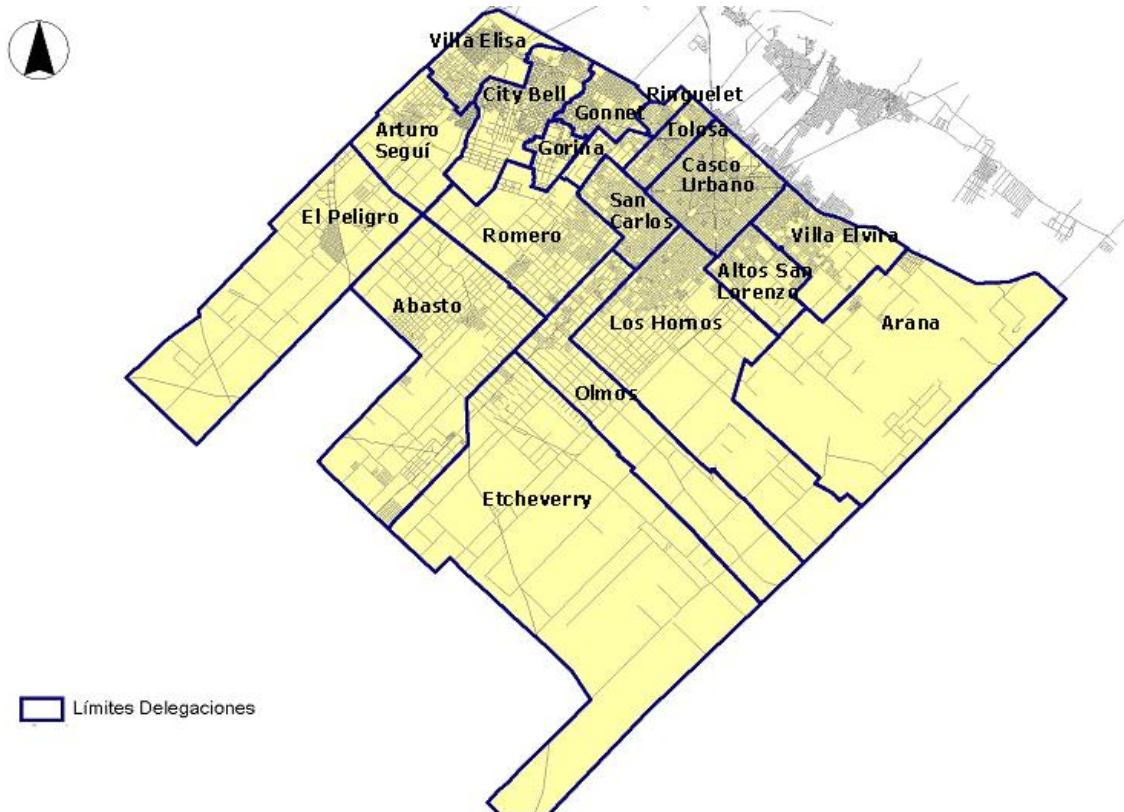 Villa Elisa
City Bell
Ringuelet
Gonnet
Tolosa
Arturo
Seguí
Gorina
Casco
Urbano
San
Carlos
El Peligro
Romero
Villa Elvira
Altos San
Lorenzo
Abasto
Los Hornos
Arana
Olmos
Etcheverry
Límites Delegaciones